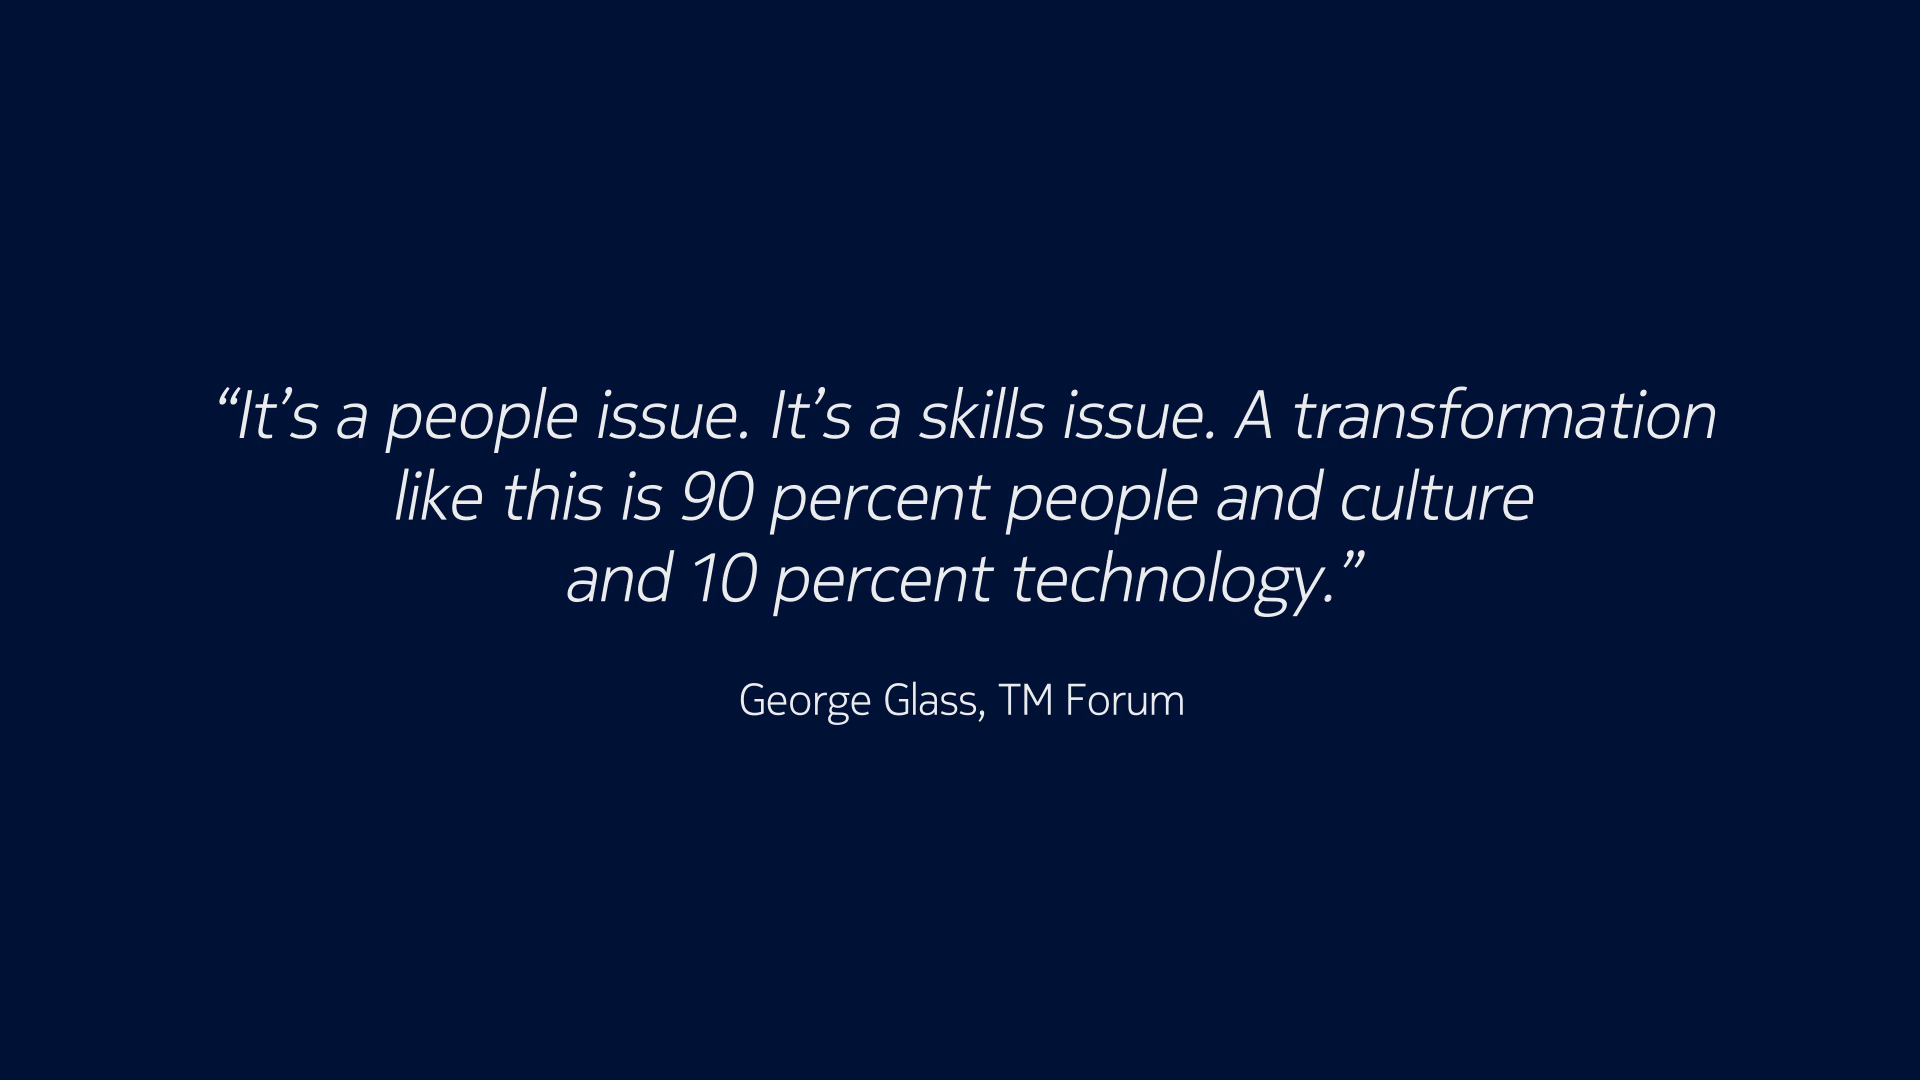 “It’s a people issue. It’s a skills issue. A transformation
like this is 90 percent people and culture
and 10 percent technology.”
George Glass, TM Forum